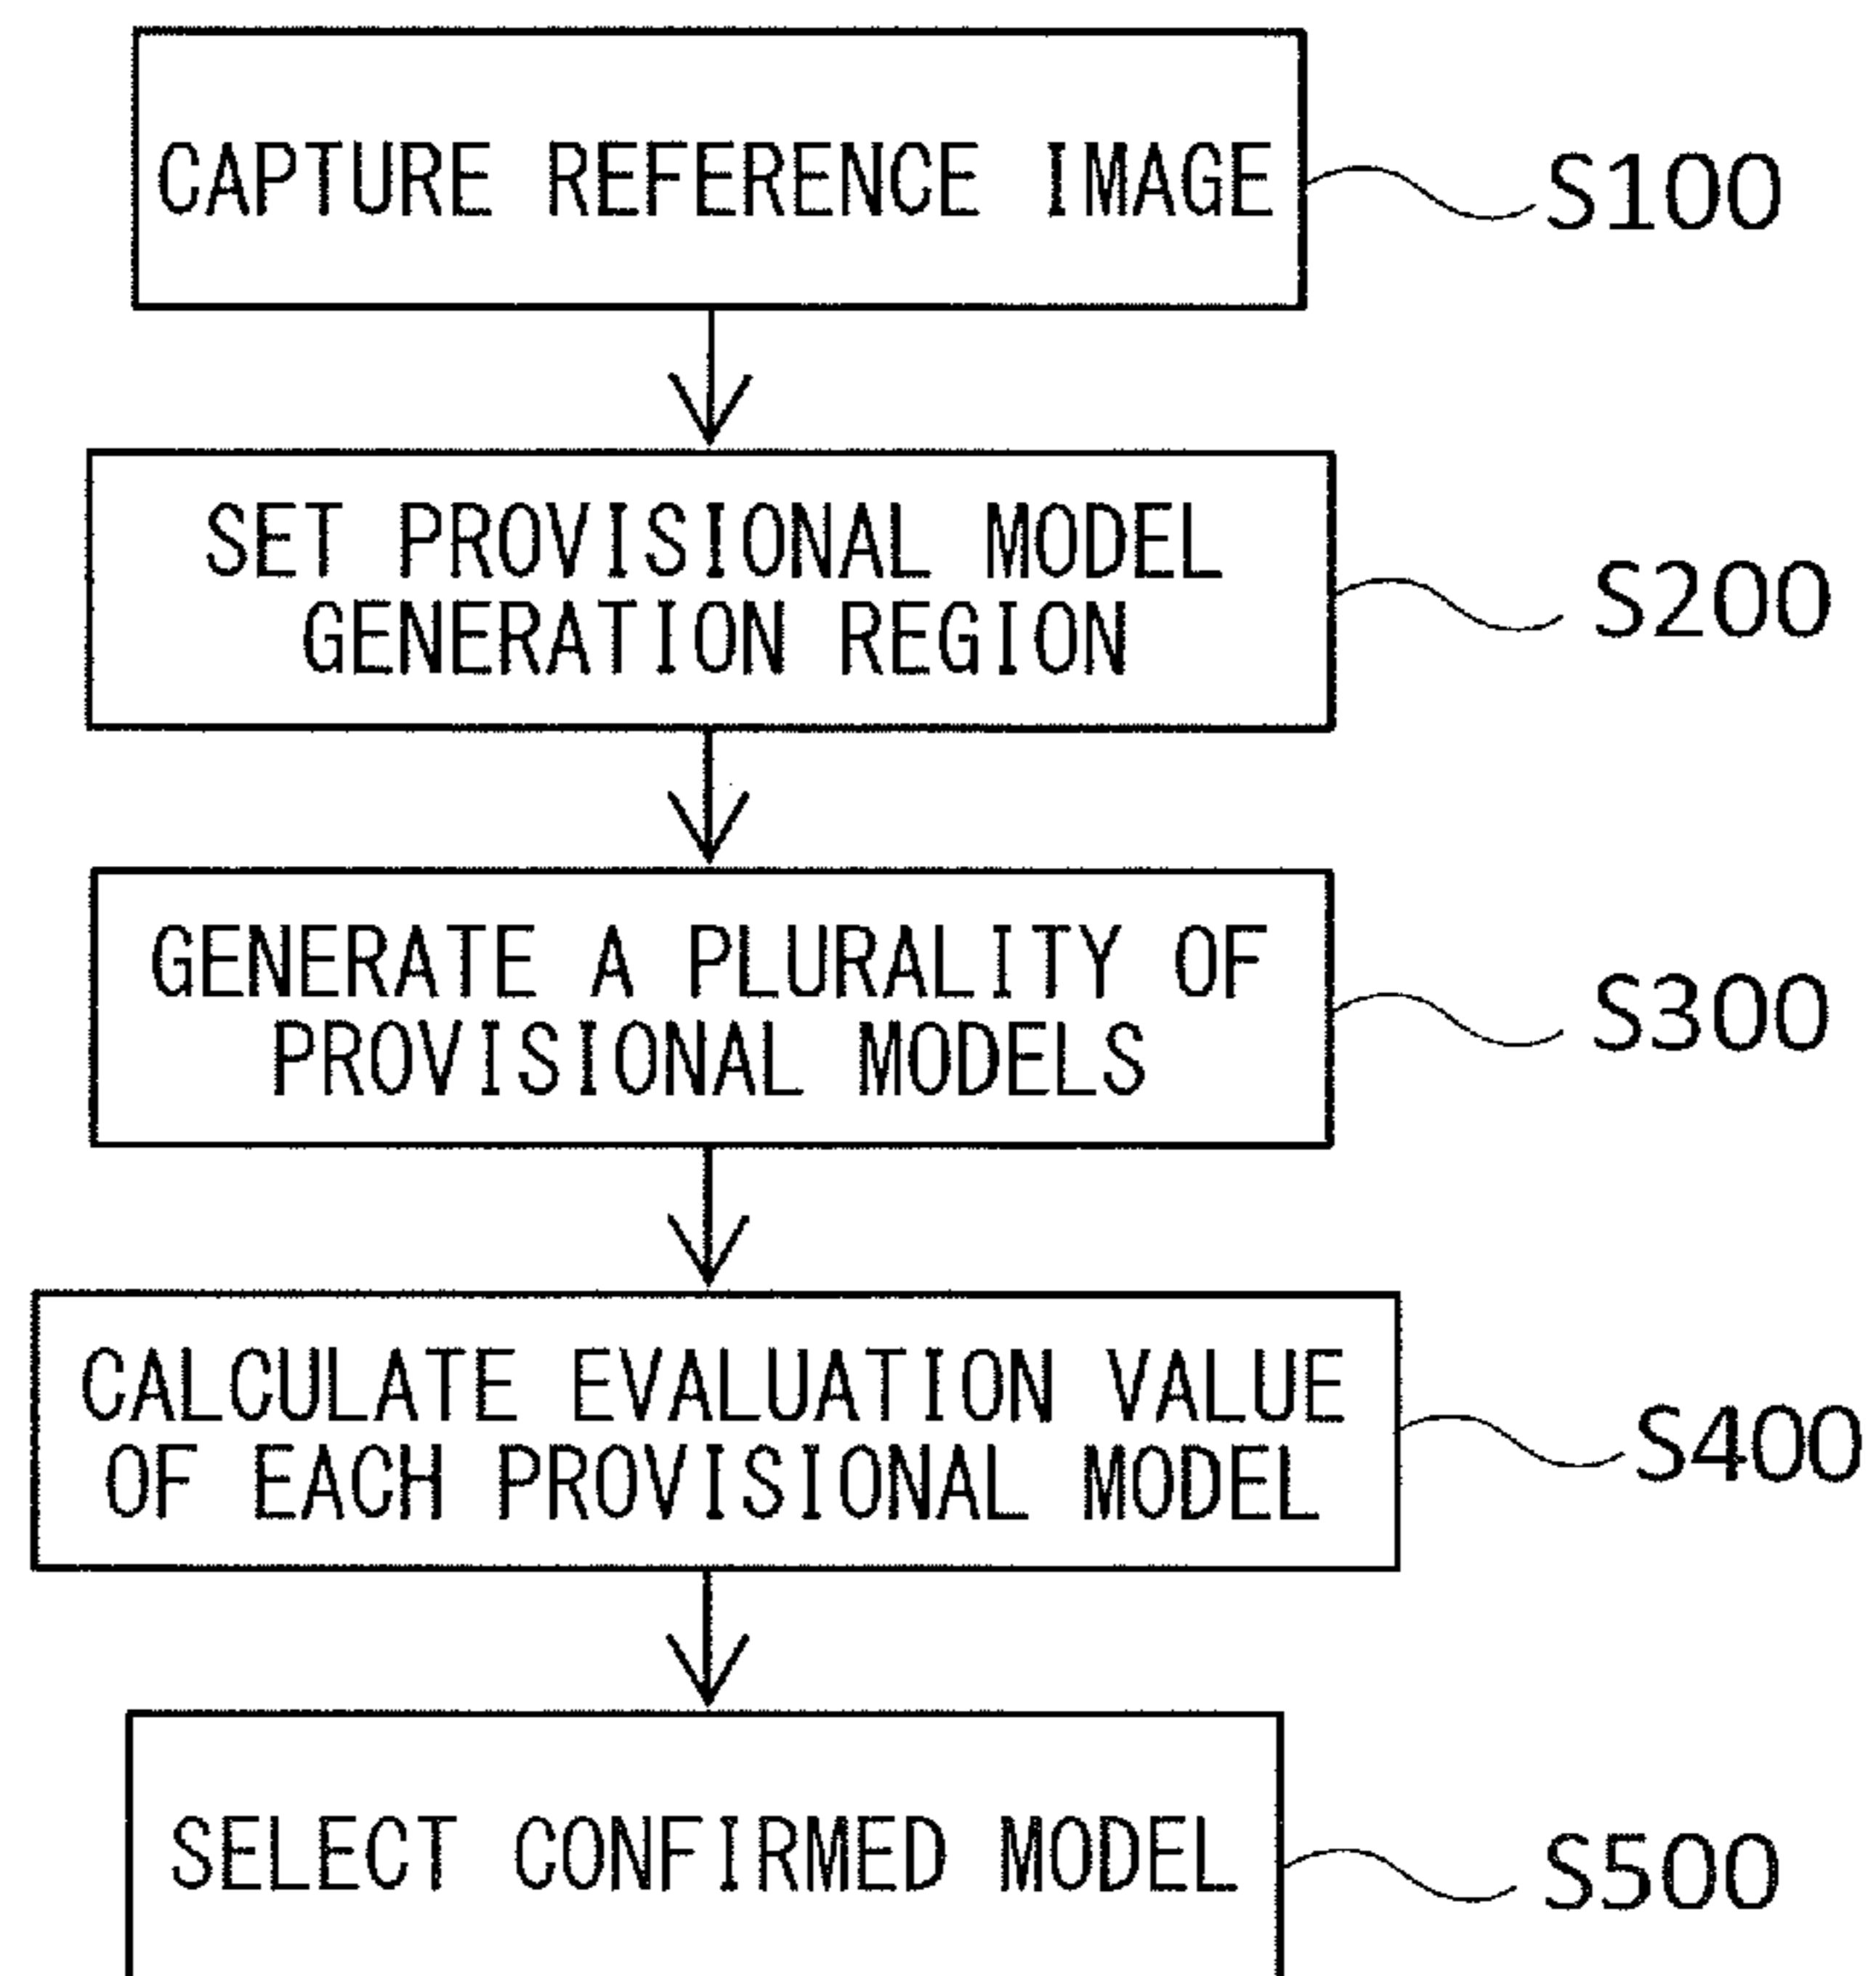 CAPTURE REFERENCE IMAGE
S100
SET PROVISIONAL MODEL
GENERATION REGION
S200
GENERATE A PLURALITY OF
PROVISIONAL MODELS
S300
CALCULATE EVALUATION VALUE
OF EACH PROVISIONAL MODEL
S400
SELECT CONFIRMED MODEL
S500